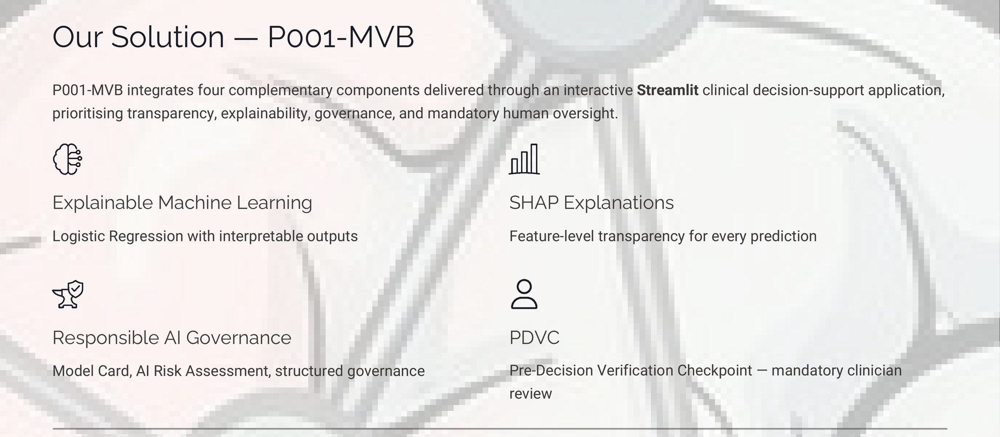 Our Solution — P001-MVB
P001-MVB integrates four complementary components delivered through an interactive Streamlit clinical decision-support application,
prioritising transparency, explainability, governance, and mandatory human oversight.
Explainable Machine Learning
Logistic Regression with interpretable outputs
SHAP Explanations
Feature-level transparency for every prediction
Responsible AI Governance
Model Card, AI Risk Assessment, structured governance
PDVC
Pre-Decision Verification Checkpoint — mandatory clinician
review